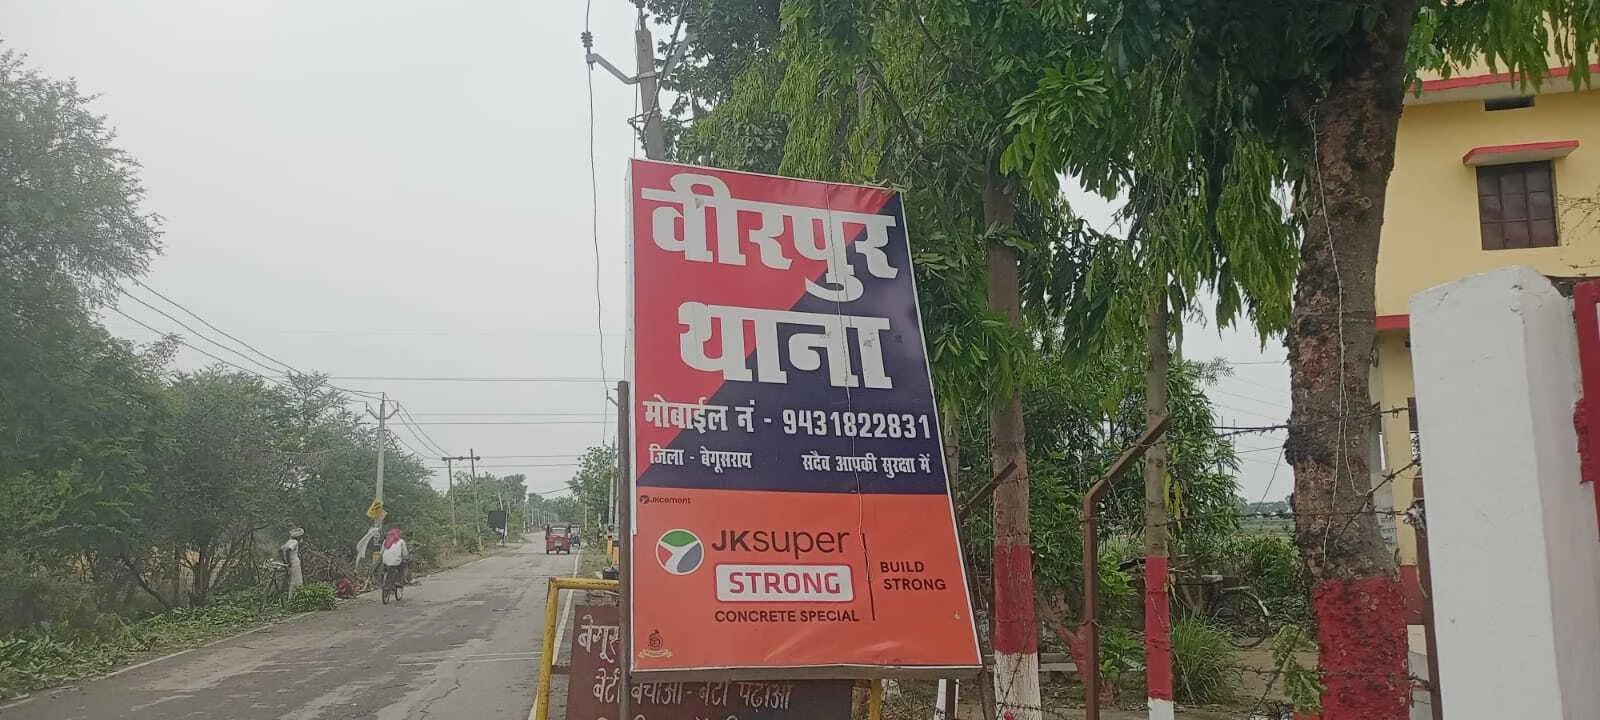 वीरपुर
थाना
मोबाईल नं - 9431822831
जिला - बेगूसराय सदैव आपकी सुरक्षा में
JKcement
JKsuper
STRONG
CONCRETE SPECIAL
BUILD
STRONG
बेटी बचाओ - बेटी पढ़ाओ